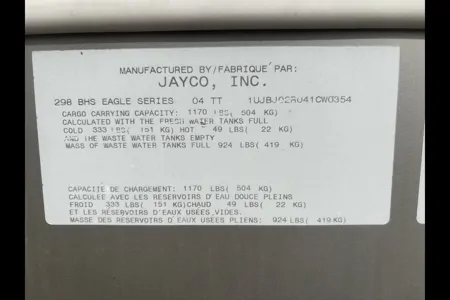 MANUFACTURED BY/FABRIQUÉ PAR:
JAYCO, INC.
298 BHS EAGLE SERIES 04 TT
CARGO CARRYING CAPACITY: 1170 LBS( 504 KG)
CALCULATED WITH THE FRESH WATER TANKS FULL
COLD 333 LBS( 151 KG) HOT 49 LBS( 22 KG)
AND THE WASTE WATER TANKS EMPTY
MASS OF WASTE WATER TANKS FULL 924 LBS( 419 KG)
CAPACITE DE CHARGEMENT: 1170 LBS( 504 KG)
CALCULEE AVEC LES RESERVOIRS D'EAU DOUCE PLEINS
FROID 333 LBS( 151 KG)CHAUD 49 LBS( 22 KG)
ET LES RESERVOIRS D'EAUX USEES,VIDES.
MASSE DES RESERVOIRS D'EAUX USEES PLIENS: 924 LBS( 419 KG)